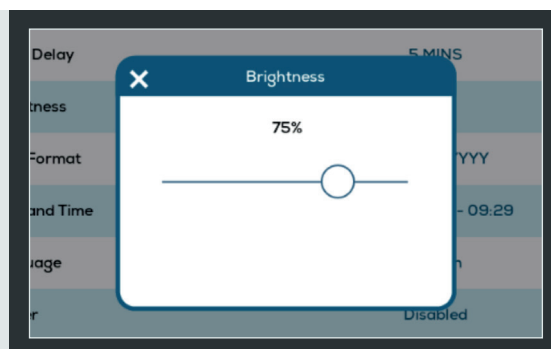 Delay 5 MINS
Brightness
tness
75%
Format YYY
and Time - 09:29
uage
r Disabled